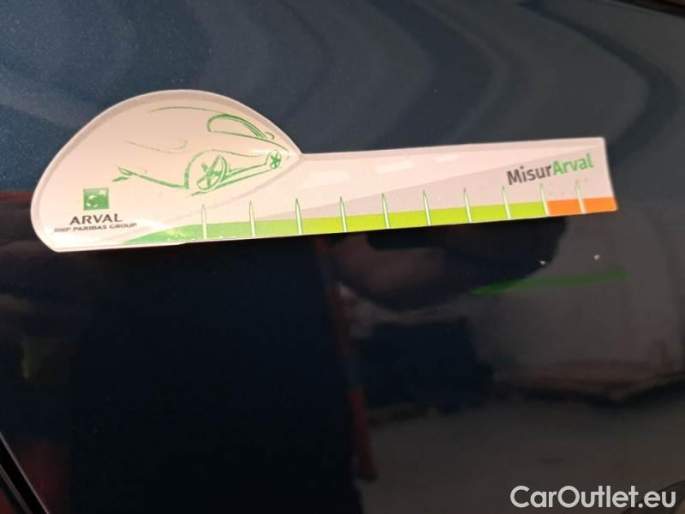 MisurArval
ARVAL
BNP PARIBAS GROUP
CarOutlet.eu